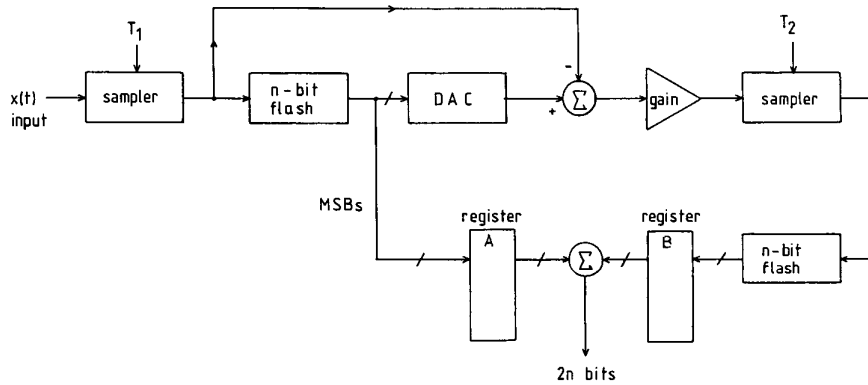 T1
T2
x(t)
input
sampler
n-bit
flash
DAC
-
+
Σ
gain
sampler
MSBs
register
A
Σ
register
B
n-bit
flash
2n bits